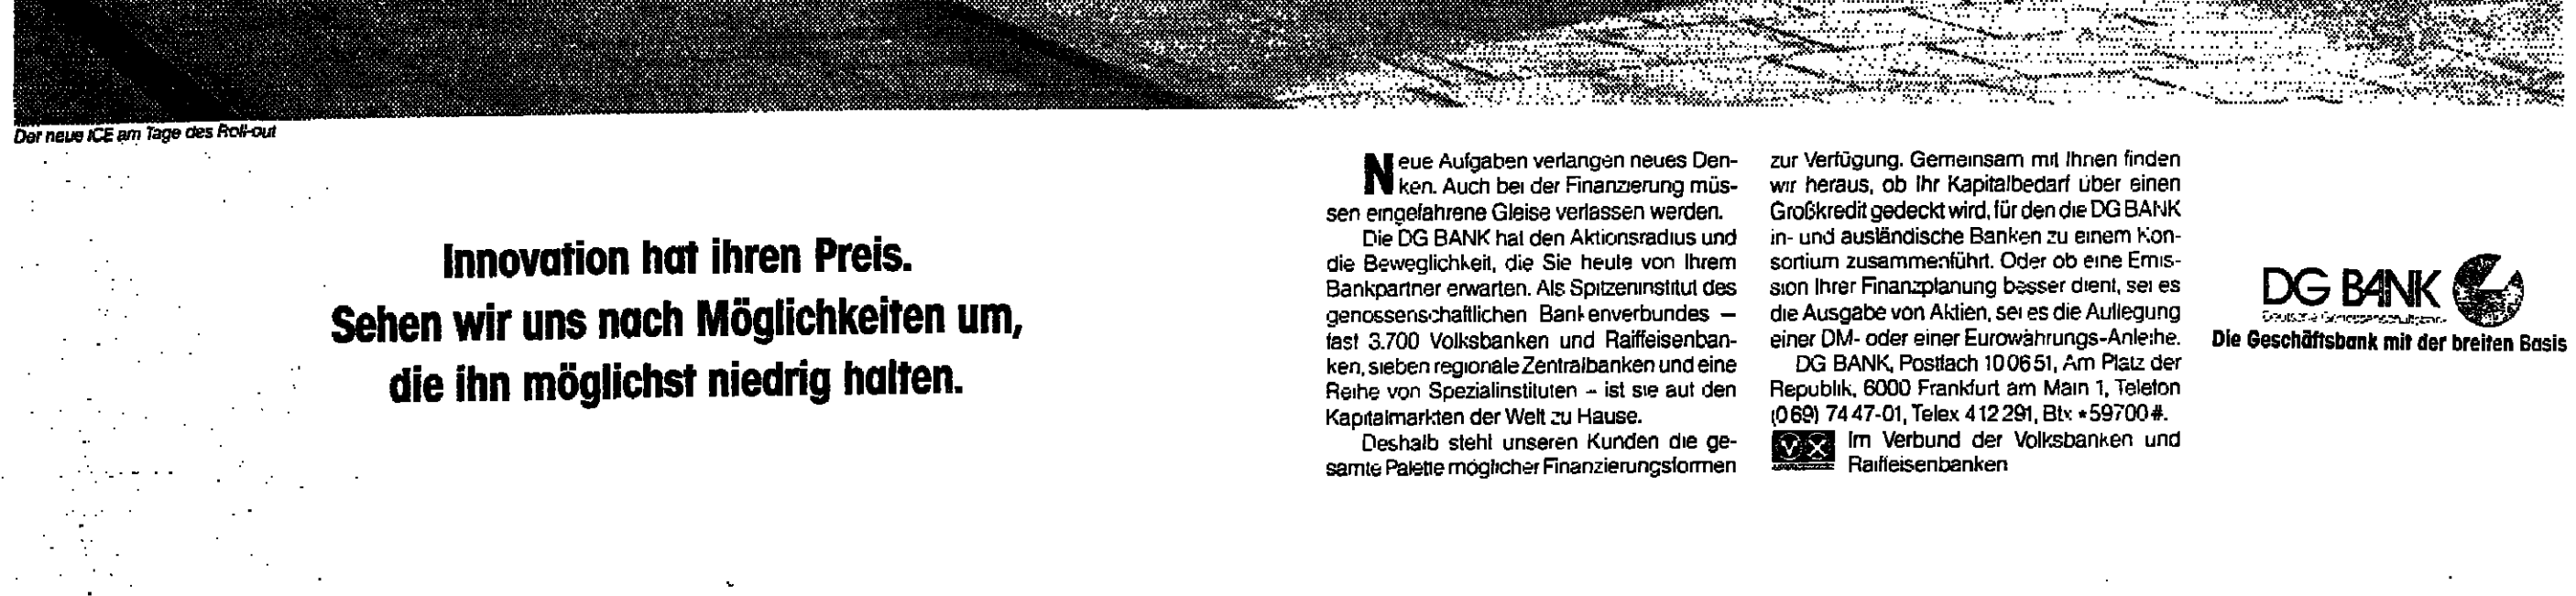 Der neue ICE am Tage des Roll-out
Innovation hat ihren Preis.
Sehen wir uns nach Möglichkeiten um,
die ihn möglichst niedrig halten.
Neue Aufgaben verlangen neues Den-
ken. Auch bei der Finanzierung müs-
sen eingefahrene Gleise verlassen werden.
Die DG BANK hat den Aktionsradius und
die Beweglichkeit, die Sie heute von Ihrem
Bankpartner erwarten. Als Spitzeninstitut des
genossenschaftlichen Bankenverbundes –
fast 3.700 Volksbanken und Raiffeisenban-
ken, sieben regionale Zentralbanken und eine
Reihe von Spezialinstituten – ist sie auf den
Kapitalmärkten der Welt zu Hause.
Deshalb steht unseren Kunden die ge-
samte Palette möglicher Finanzierungsformen
zur Verfügung. Gemeinsam mit Ihnen finden
wir heraus, ob Ihr Kapitalbedarf über einen
Großkredit gedeckt wird, für den die DG BANK
in- und ausländische Banken zu einem Kon-
sortium zusammenführt. Oder ob eine Emis-
sion Ihrer Finanzplanung besser dient, sei es
die Ausgabe von Aktien, sei es die Auflegung
einer DM- oder einer Eurowährungs-Anleihe.
DG BANK, Postfach 10 06 51, Am Platz der
Republik, 6000 Frankfurt am Main 1, Telefon
(0 69) 74 47-01, Telex 4 12 291, Btx *59700#.
Im Verbund der Volksbanken und
Raiffeisenbanken
DG BANK
Deutsche Genossenschaftsbank
Die Geschäftsbank mit der breiten Basis